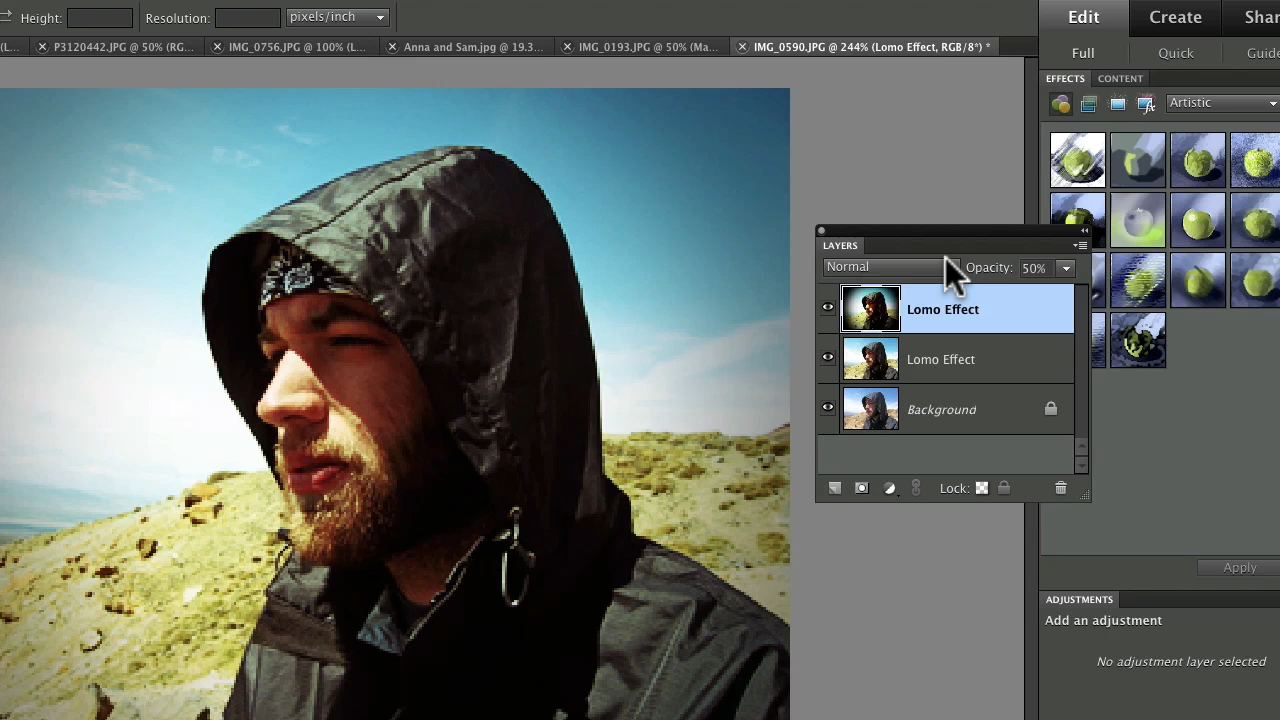 Height: Resolution: pixels/inch
Edit Create Shar
(L... P3120442.JPG @ 50% (RG... IMG_0756.JPG @ 100% (L... Anna and Sam.jpg @ 19.3... IMG_0193.JPG @ 50% (Ma... IMG_0590.JPG @ 244% (Lomo Effect, RGB/8*) *
Full Quick Guide
EFFECTS CONTENT
Artistic
LAYERS
Normal Opacity: 50%
Lomo Effect
Lomo Effect
Background
Lock:
Apply
ADJUSTMENTS
Add an adjustment
No adjustment layer selected